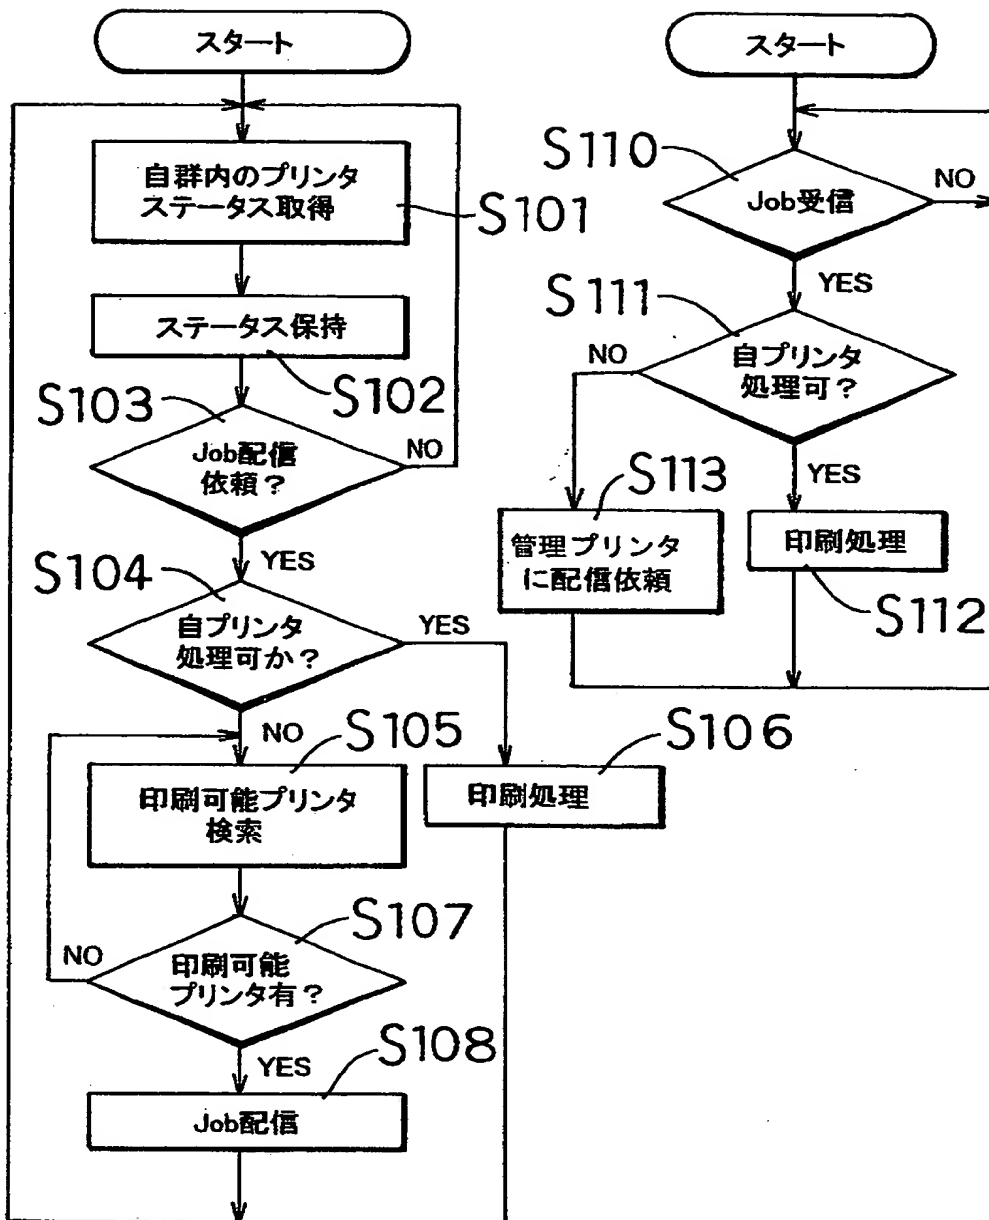 スタート
自群内のプリンタ
ステータス取得
S101
ステータス保持
S102
S103
Job配信
依頼?
NO
YES
S104
自プリンタ
処理可か?
YES
NO
S105
印刷可能プリンタ
検索
S106
印刷処理
S107
印刷可能
プリンタ有?
NO
YES
S108
Job配信
スタート
S110
Job受信
NO
YES
S111
自プリンタ
処理可?
NO
YES
S113
管理プリンタ
に配信依頼
印刷処理
S112